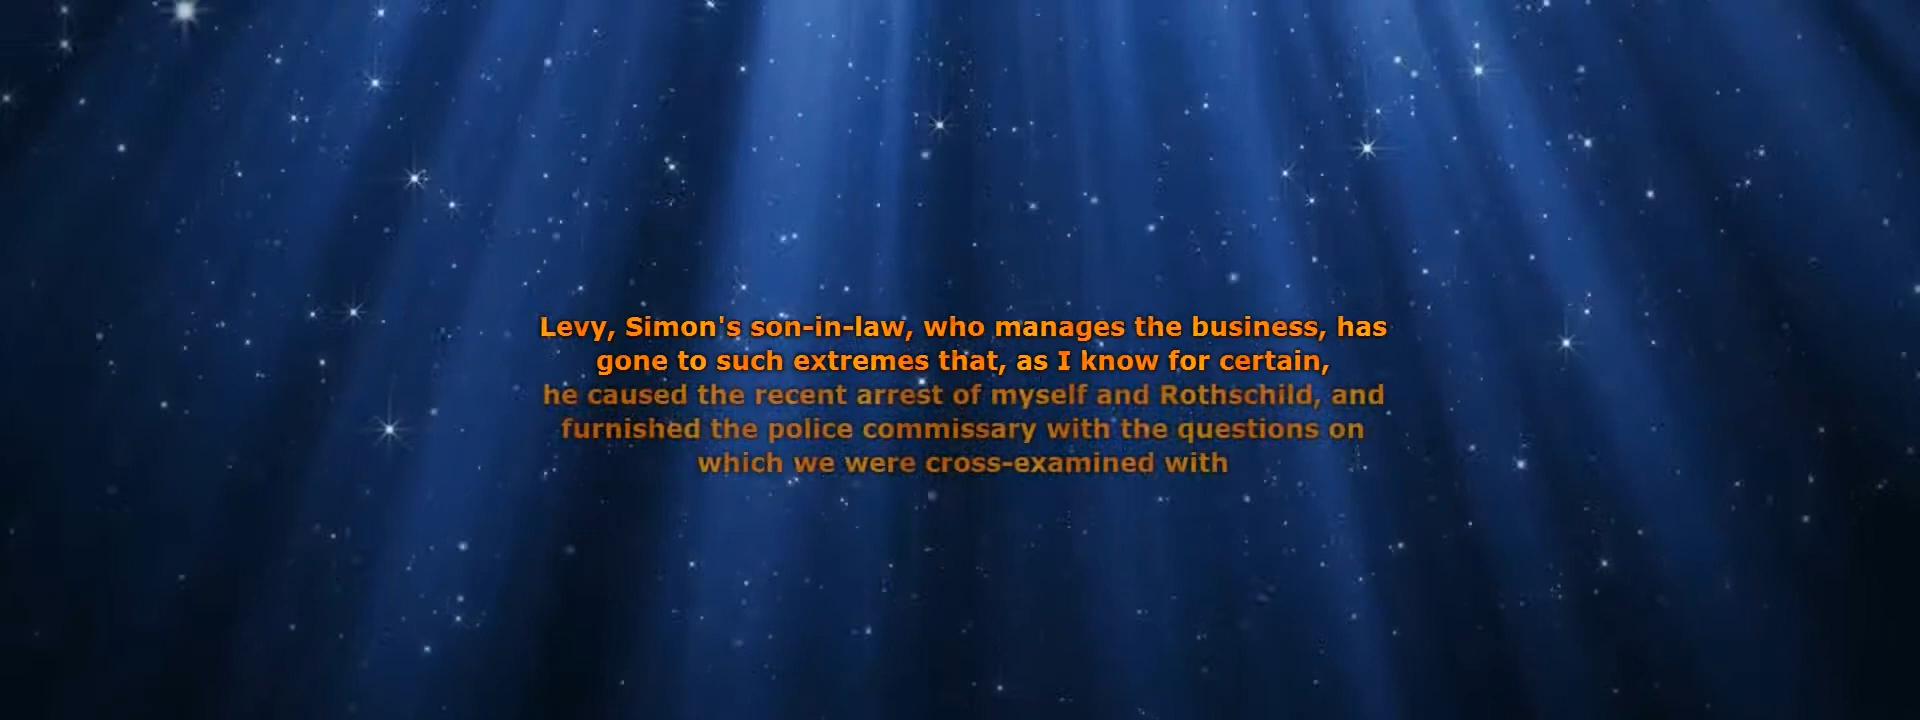 Levy, Simon's son-in-law, who manages the business, has
gone to such extremes that, as I know for certain,
he caused the recent arrest of myself and Rothschild, and
furnished the police commissary with the questions on
which we were cross-examined with